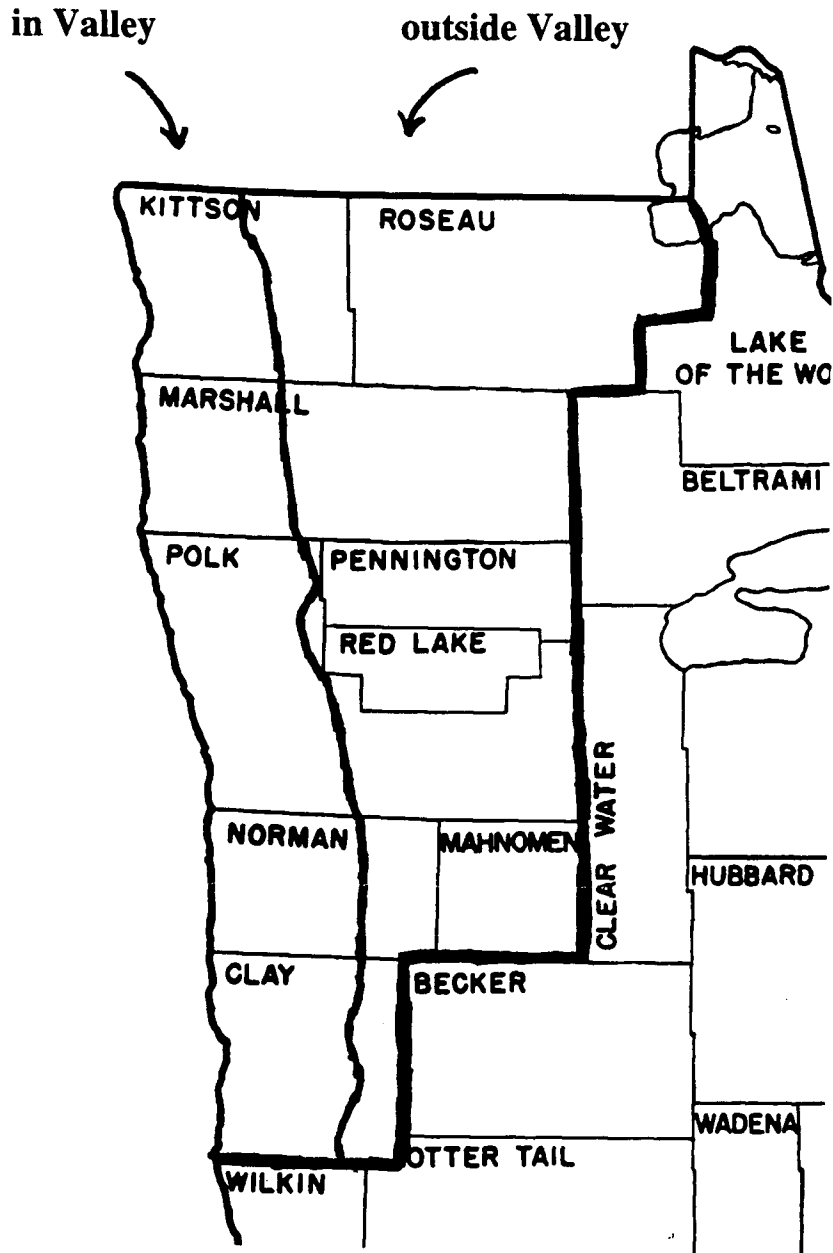 in Valley
outside Valley
KITTSON
ROSEAU
LAKE
OF THE WO
MARSHALL
BELTRAMI
POLK
PENNINGTON
RED LAKE
CLEAR WATER
NORMAN
MAHNOMEN
HUBBARD
CLAY
BECKER
WADENA
OTTER TAIL
WILKIN